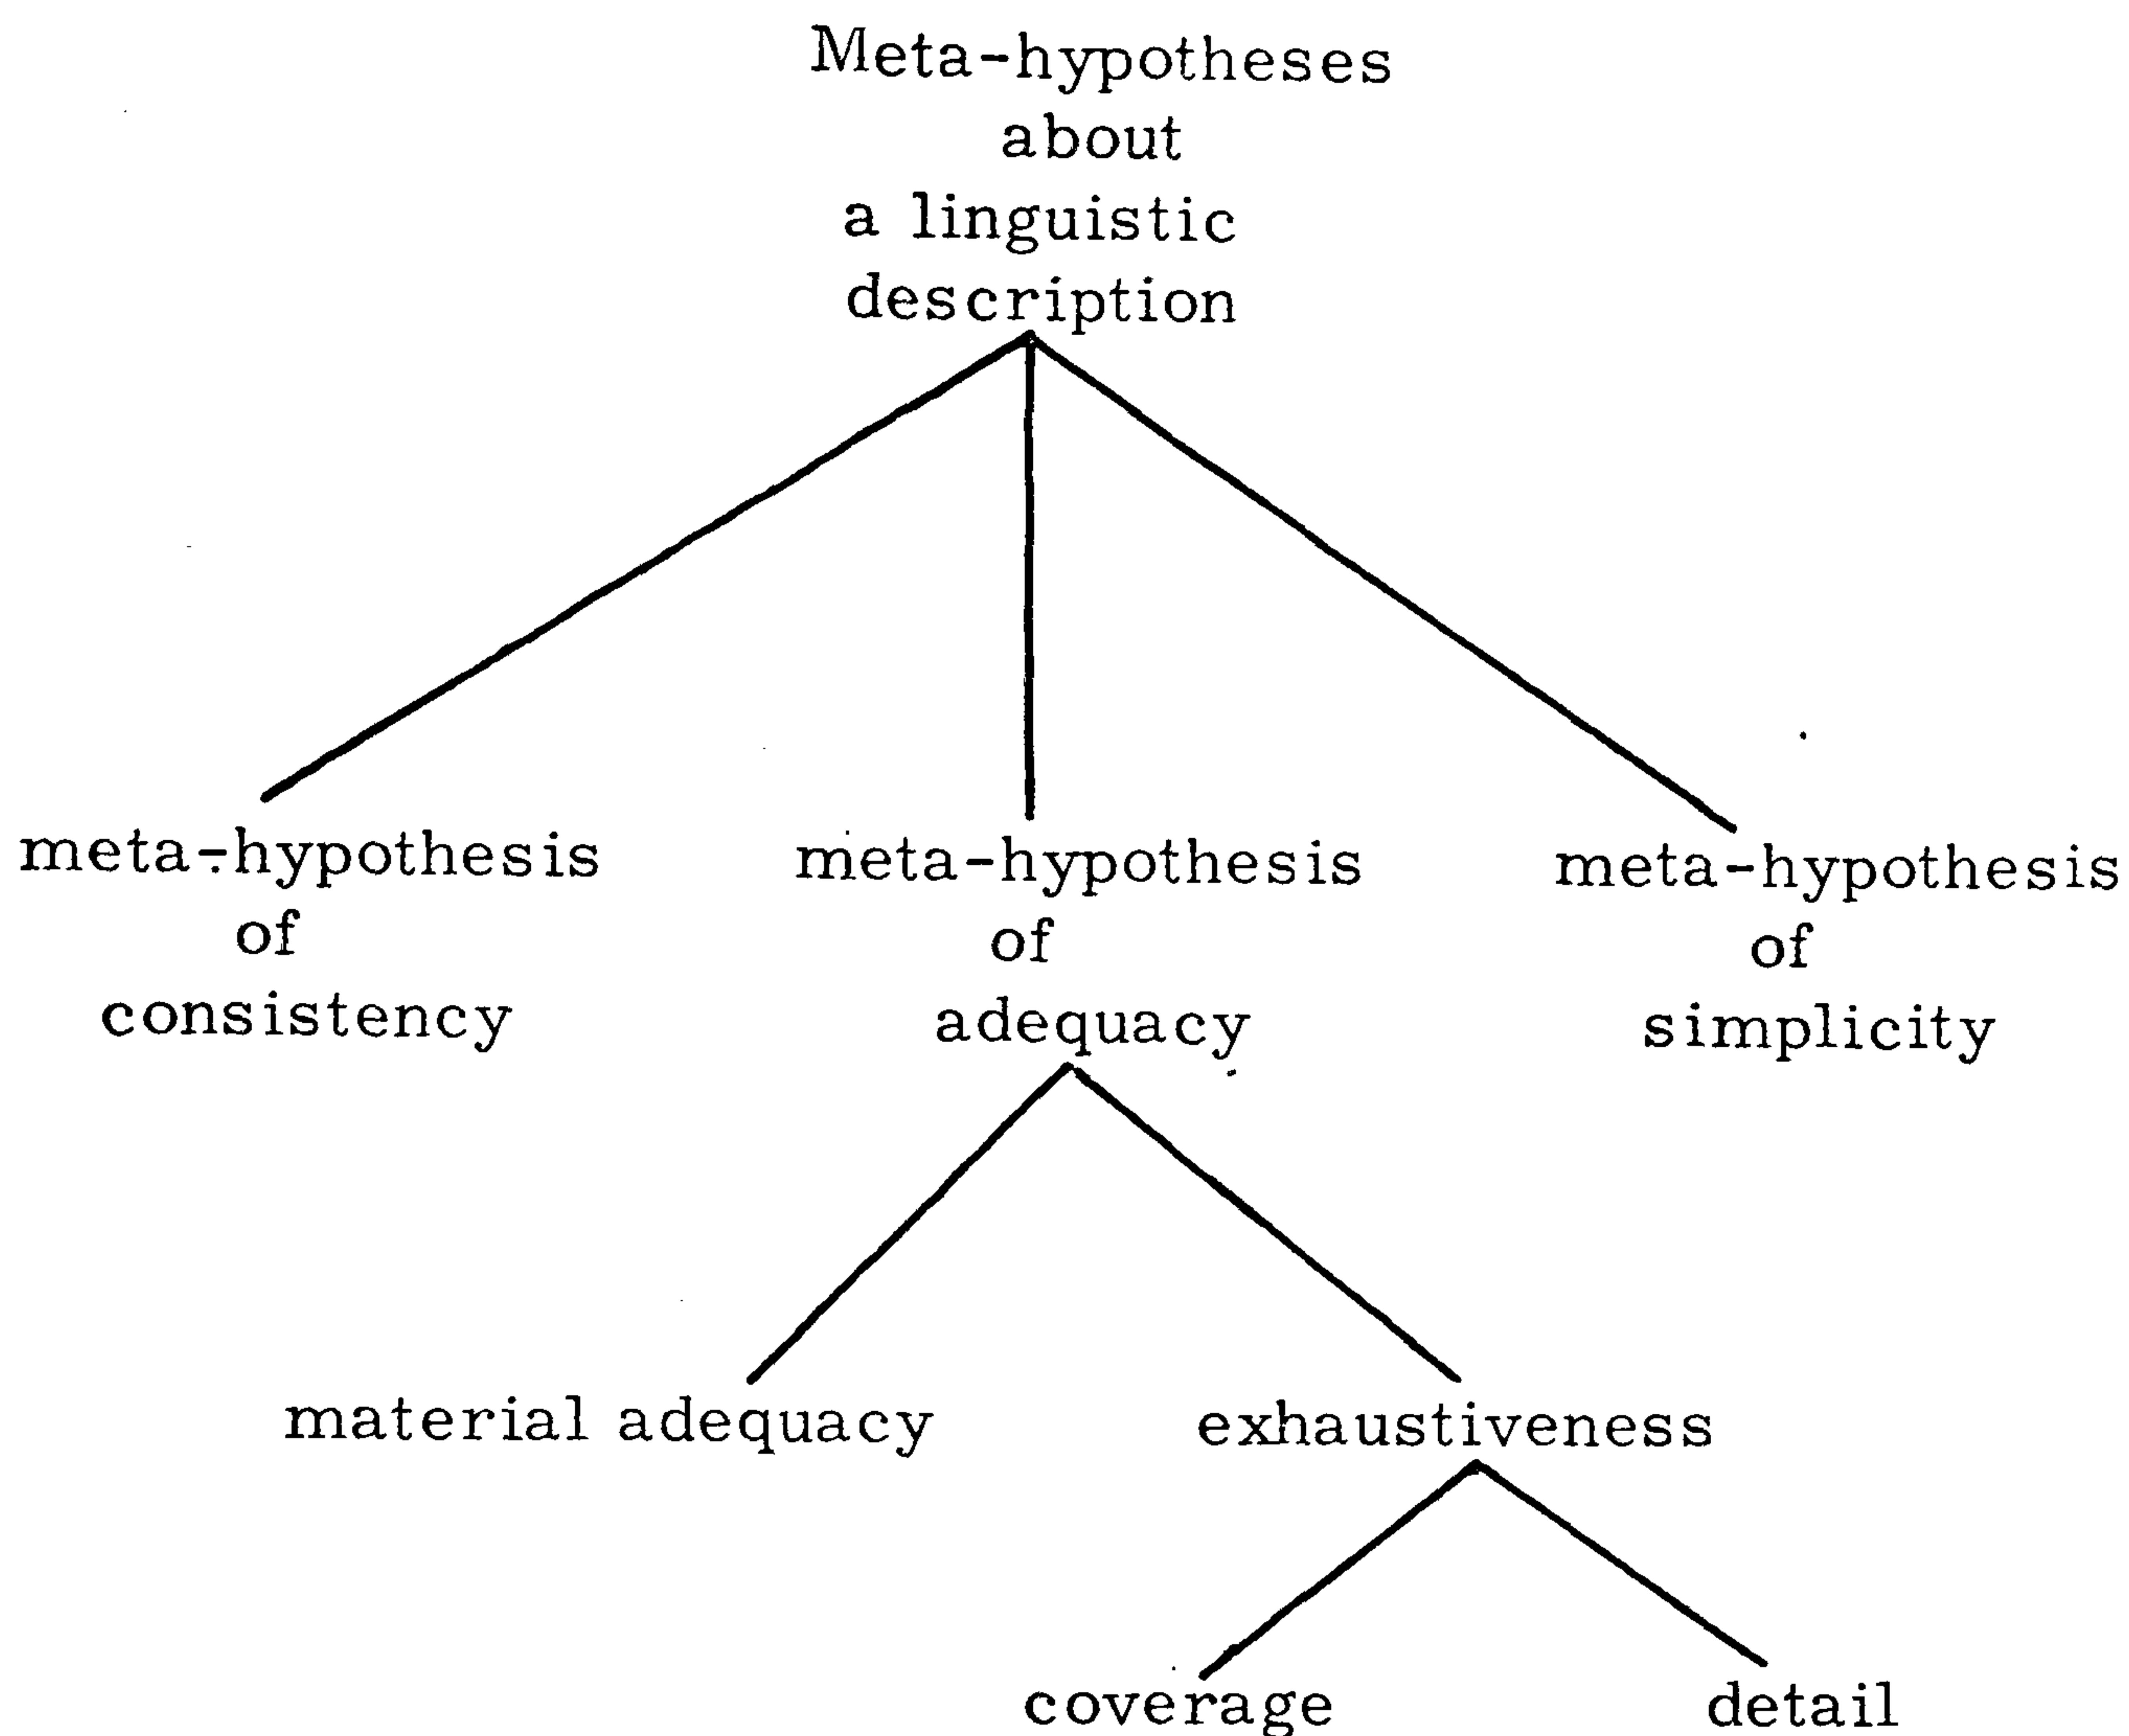 Meta-hypotheses
about
a linguistic
description
meta-hypothesis
of
consistency
meta-hypothesis
of
adequacy
meta-hypothesis
of
simplicity
material adequacy
exhaustiveness
coverage
detail